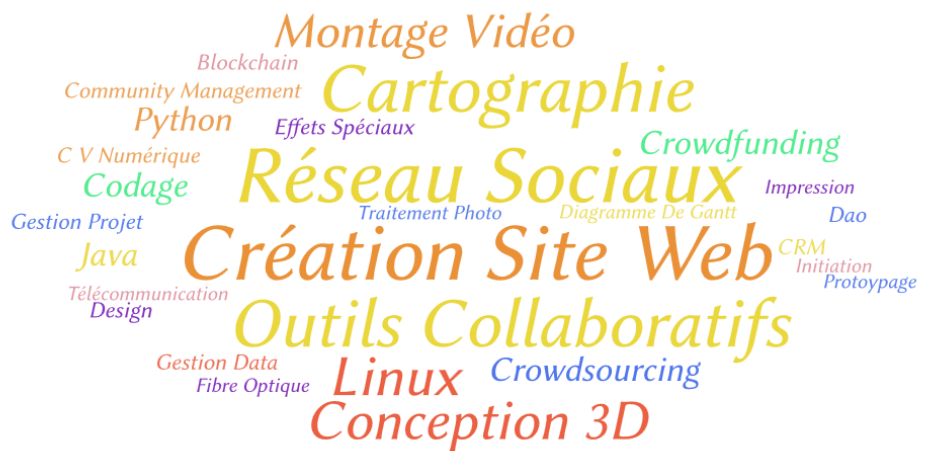 Montage Vidéo
Blockchain
Cartographie
Community Management
Python
Effets Spéciaux
Crowdfunding
C V Numérique
Réseau Sociaux
Codage
Impression
Gestion Projet
Traitement Photo
Diagramme De Gantt
Dao
Java
Création Site Web
CRM
Initiation
Protoypage
Télécommunication
Design
Outils Collaboratifs
Gestion Data
Linux
Crowdsourcing
Fibre Optique
Conception 3D